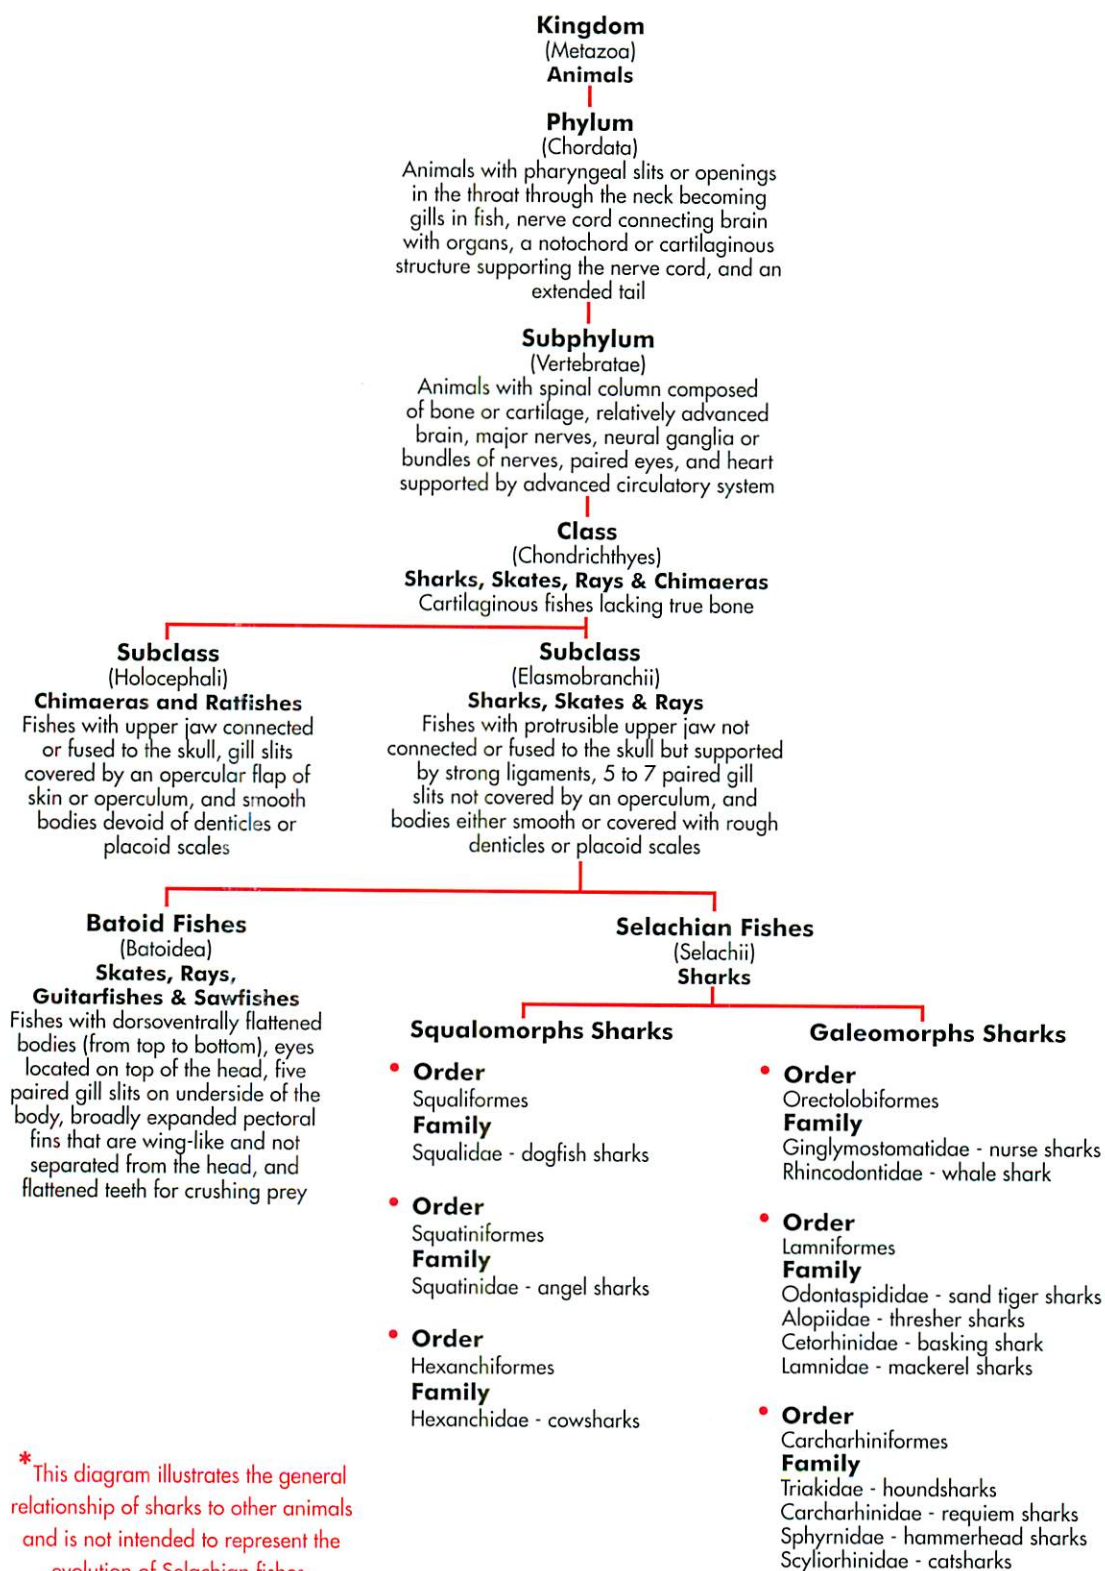 Kingdom
(Metazoa)
Animals
Phylum
(Chordata)
Animals with pharyngeal slits or openings
in the throat through the neck becoming
gills in fish, nerve cord connecting brain
with organs, a notochord or cartilaginous
structure supporting the nerve cord, and an
extended tail
Subphylum
(Vertebratae)
Animals with spinal column composed
of bone or cartilage, relatively advanced
brain, major nerves, neural ganglia or
bundles of nerves, paired eyes, and heart
supported by advanced circulatory system
Class
(Chondrichthyes)
Sharks, Skates, Rays & Chimaeras
Cartilaginous fishes lacking true bone
Subclass
(Holocephali)
Chimaeras and Ratfishes
Fishes with upper jaw connected
or fused to the skull, gill slits
covered by an opercular flap of
skin or operculum, and smooth
bodies devoid of denticles or
placoid scales
Subclass
(Elasmobranchii)
Sharks, Skates & Rays
Fishes with protrusible upper jaw not
connected or fused to the skull but supported
by strong ligaments, 5 to 7 paired gill
slits not covered by an operculum, and
bodies either smooth or covered with rough
denticles or placoid scales
Batoid Fishes
(Batoidea)
Skates, Rays,
Guitarfishes & Sawfishes
Fishes with dorsoventrally flattened
bodies (from top to bottom), eyes
located on top of the head, five
paired gill slits on underside of the
body, broadly expanded pectoral
fins that are wing-like and not
separated from the head, and
flattened teeth for crushing prey
Selachian Fishes
(Selachii)
Sharks
Squalomorphs Sharks
• Order
Squaliformes
Family
Squalidae - dogfish sharks
• Order
Squatiniformes
Family
Squatinidae - angel sharks
• Order
Hexanchiformes
Family
Hexanchidae - cowsharks
Galeomorphs Sharks
• Order
Orectolobiformes
Family
Ginglymostomatidae - nurse sharks
Rhincodontidae - whale shark
• Order
Lamniformes
Family
Odontaspididae - sand tiger sharks
Alopiidae - thresher sharks
Cetorhinidae - basking shark
Lamnidae - mackerel sharks
• Order
Carcharhiniformes
Family
Triakidae - houndsharks
Carcharhinidae - requiem sharks
Sphyrnidae - hammerhead sharks
Scyliorhinidae - catsharks
*This diagram illustrates the general
relationship of sharks to other animals
and is not intended to represent the
evolution of Selachian fishes